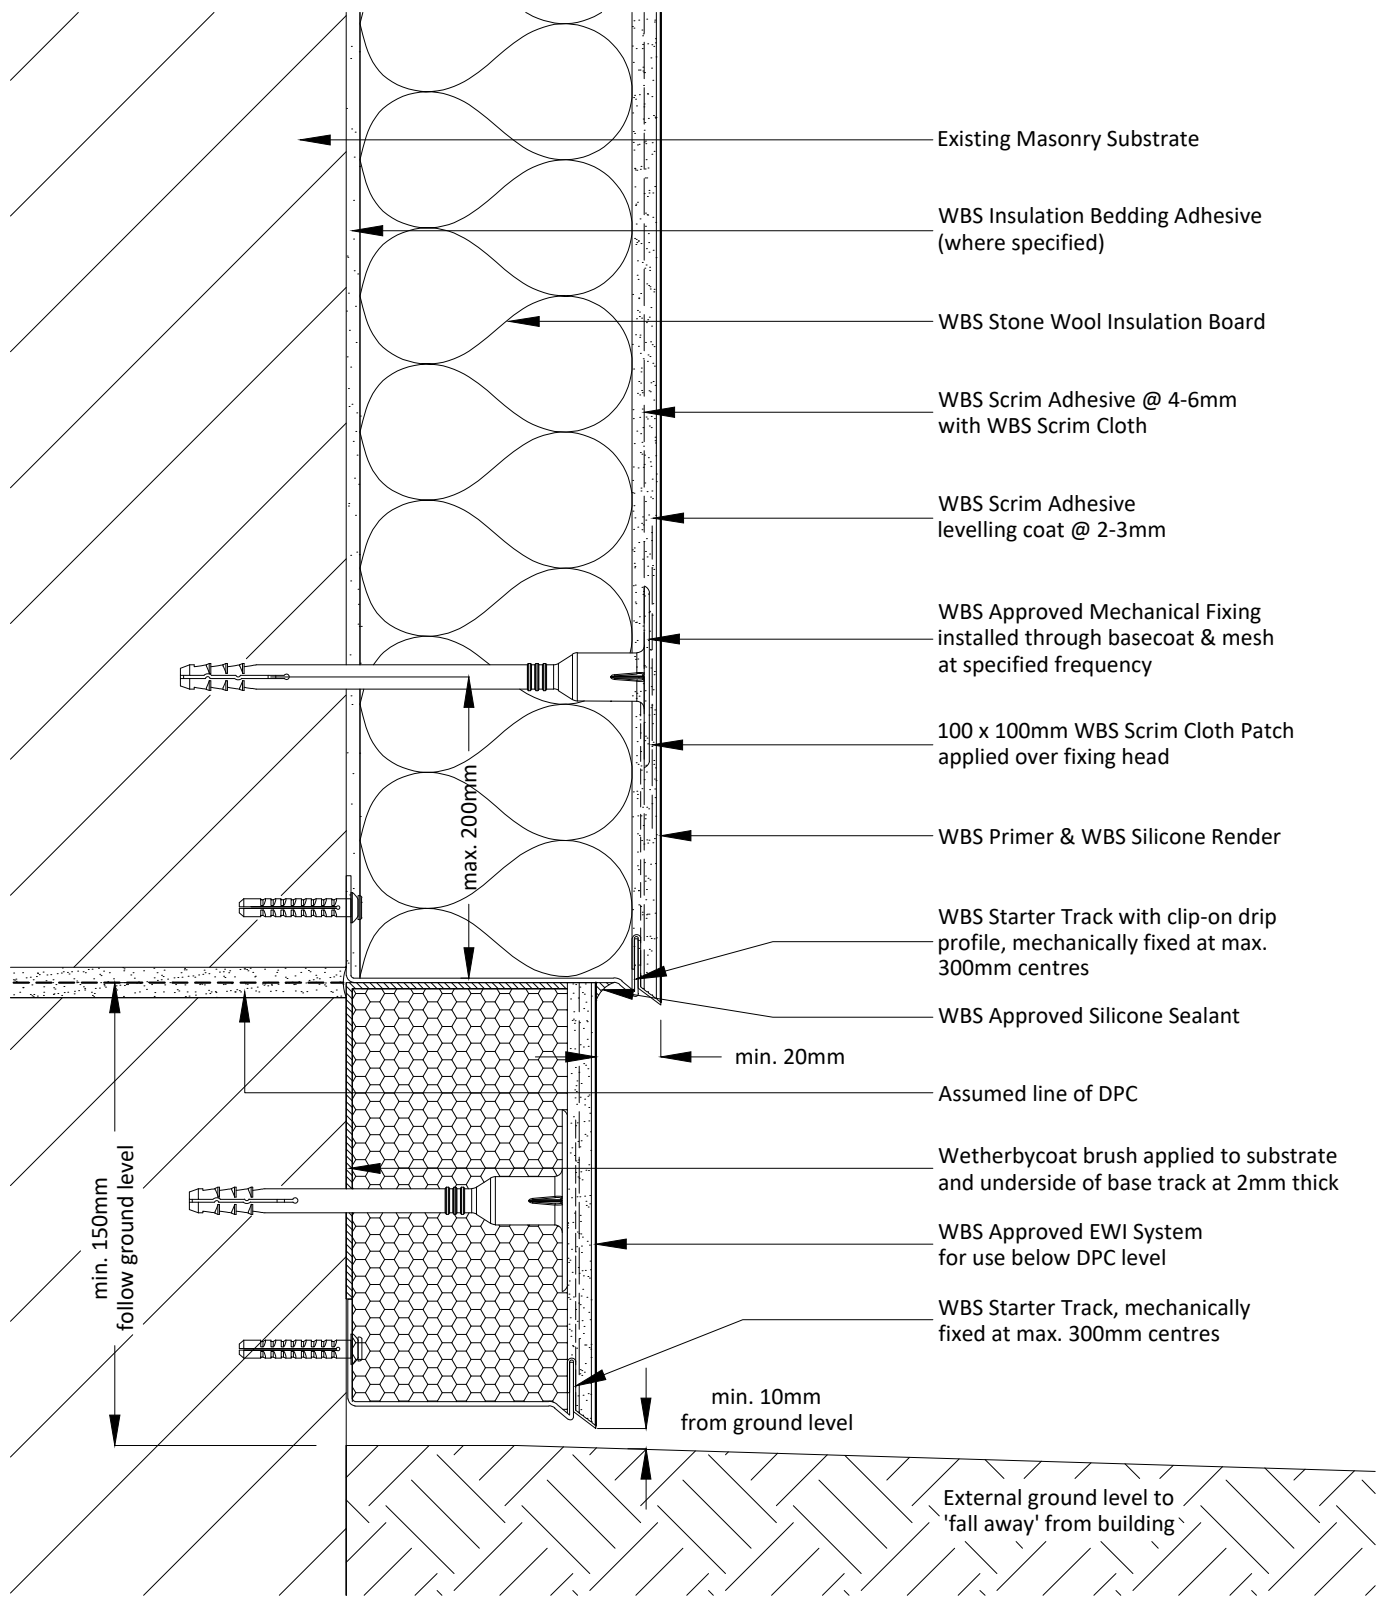 Existing Masonry Substrate
WBS Insulation Bedding Adhesive
(where specified)
WBS Stone Wool Insulation Board
WBS Scrim Adhesive @ 4-6mm
with WBS Scrim Cloth
WBS Scrim Adhesive
levelling coat @ 2-3mm
WBS Approved Mechanical Fixing
installed through basecoat & mesh
at specified frequency
100 x 100mm WBS Scrim Cloth Patch
applied over fixing head
max. 200mm
WBS Primer & WBS Silicone Render
WBS Starter Track with clip-on drip
profile, mechanically fixed at max.
300mm centres
WBS Approved Silicone Sealant
min. 20mm
Assumed line of DPC
Wetherbycoat brush applied to substrate
and underside of base track at 2mm thick
min. 150mm
follow ground level
WBS Approved EWI System
for use below DPC level
WBS Starter Track, mechanically
fixed at max. 300mm centres
min. 10mm
from ground level
External ground level to
'fall away' from building